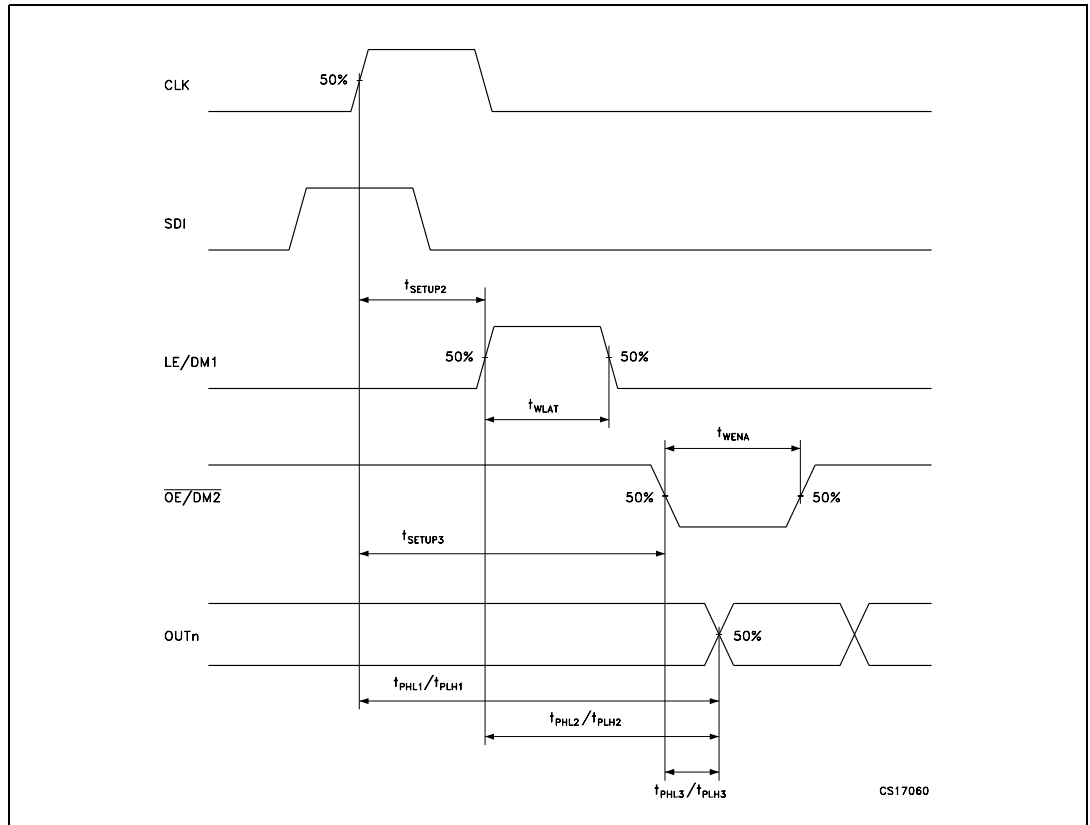 CLK
50%
SDI
tSETUP2
LE/DM1
50%
50%
tWLAT
tWENA
OE/DM2
50%
50%
tSETUP3
OUTn
50%
tPHL1/tPLH1
tPHL2/tPLH2
tPHL3/tPLH3
CS17060